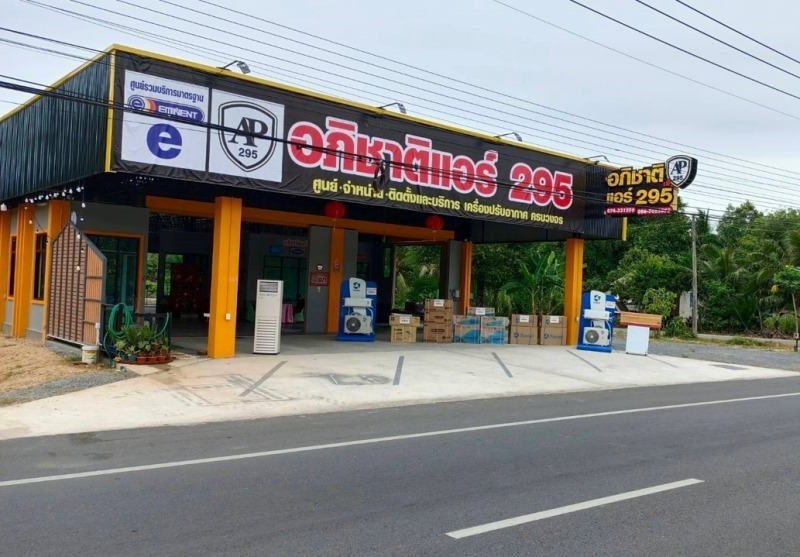 ศูนย์รวมบริการมาตรฐาน
EMINENT
e
AP
295
อภิชาติแอร์ 295
ศูนย์ - จำหน่าย - ติดตั้งและบริการ เครื่องปรับอากาศ ครบวงจร
อภิชาติ
แอร์ 295
AP
295